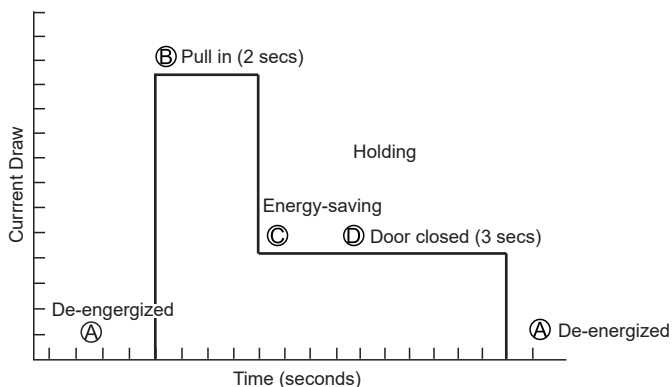 B Pull in (2 secs)
Holding
Energy-saving
C D Door closed (3 secs)
De-engergized
A
A De-energized
Currrent Draw
Time (seconds)